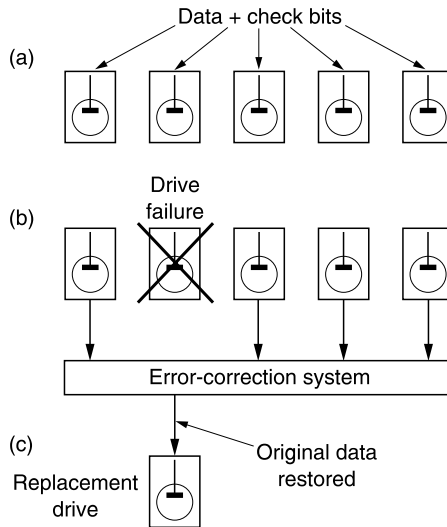 Data + check bits
(a)
Drive
failure
(b)
Error-correction system
(c)
Original data
restored
Replacement
drive